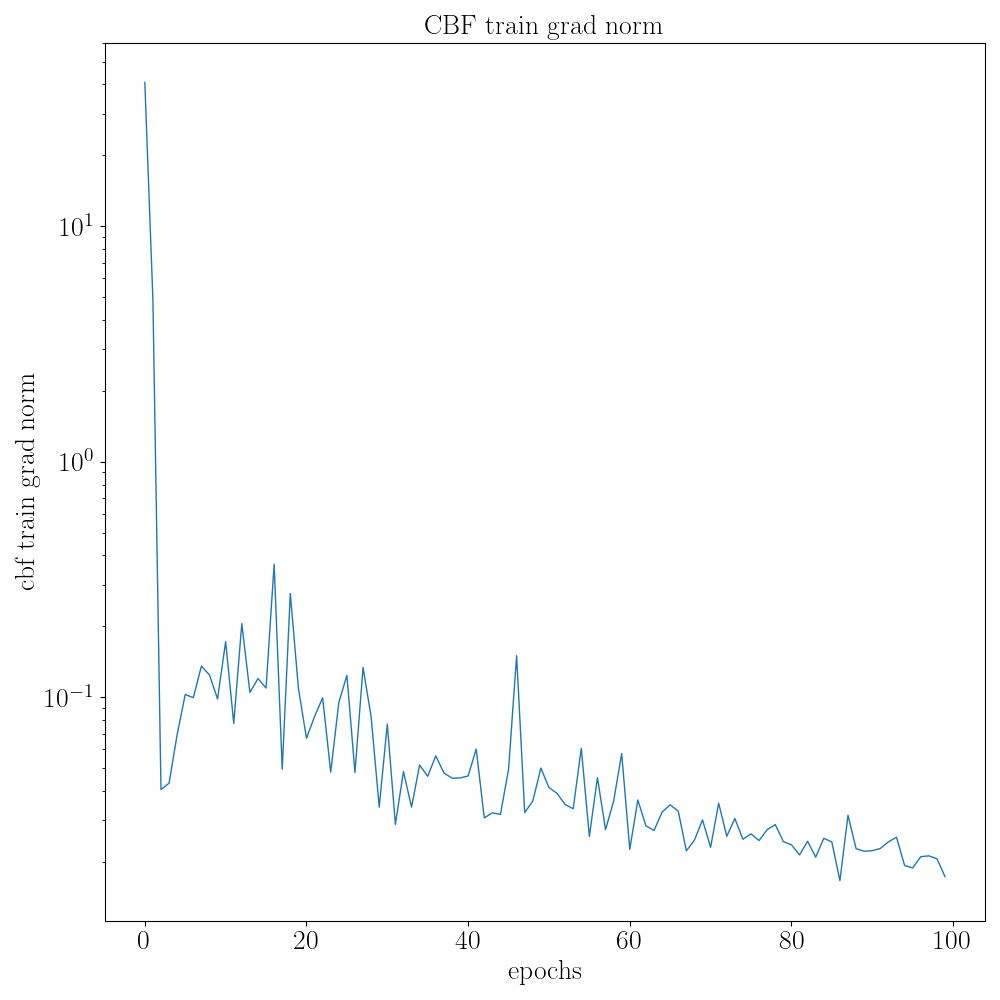 CBF train grad norm
cbf train grad norm
10^1
10^0
10^−1
0 20 40 60 80 100
epochs